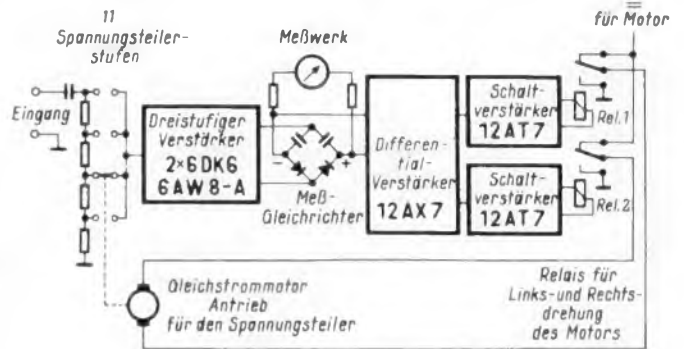 11
Spannungsteiler-
stufen
Eingang
Dreistufiger
Verstärker
2×6DK6
6AW8-A
Meßwerk
−
+
Meß-
Gleichrichter
Differen-
tial-
Verstärker
12AX7
Schalt-
verstärker
12AT7
Rel.1
Schalt-
verstärker
12AT7
Rel.2
=
für Motor
Gleichstrommotor
Antrieb
für den Spannungsteiler
Relais für
Links-und Rechts-
drehung
des Motors